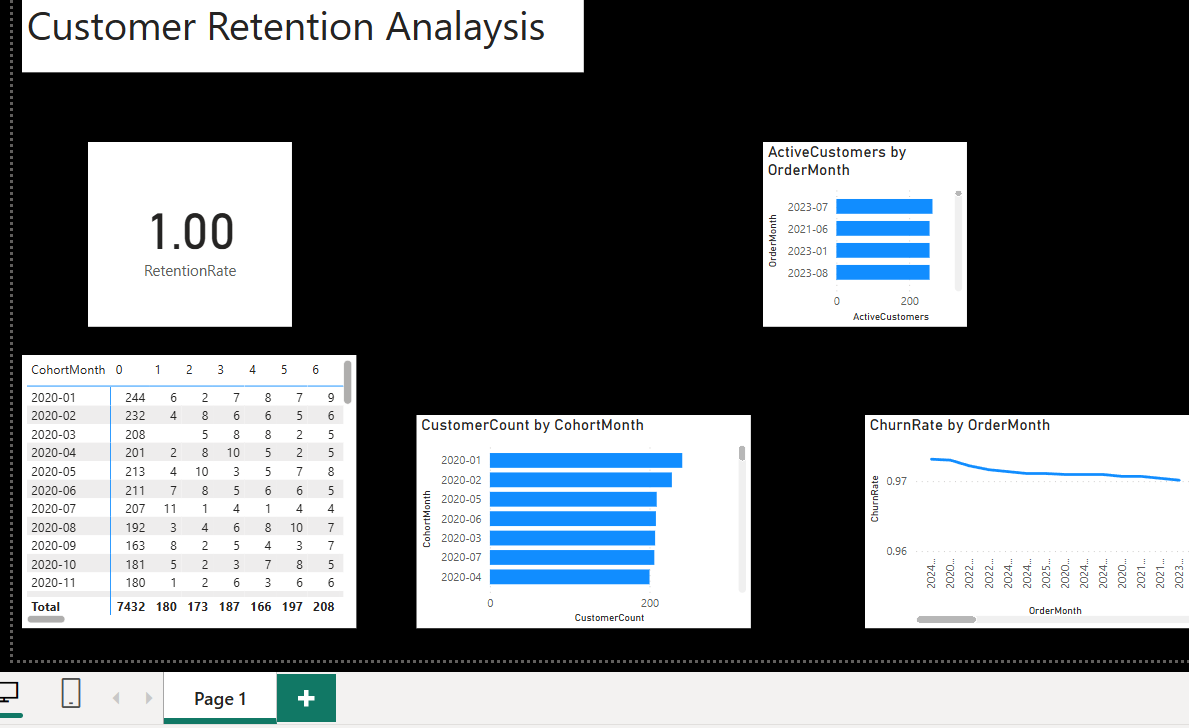 Customer Retention Analaysis
1.00
RetentionRate
ActiveCustomers by
OrderMonth
OrderMonth
2023-07
2021-06
2023-01
2023-08
0 200
ActiveCustomers
CohortMonth 0 1 2 3 4 5 6
2020-01 244 6 2 7 8 7 9
2020-02 232 4 8 6 6 5 6
2020-03 208 5 8 8 2 5
2020-04 201 2 8 10 5 2 5
2020-05 213 4 10 3 5 7 8
2020-06 211 7 8 5 6 6 5
2020-07 207 11 1 4 1 4 4
2020-08 192 3 4 6 8 10 7
2020-09 163 8 2 5 4 3 7
2020-10 181 5 2 3 7 8 5
2020-11 180 1 2 6 3 6 6
Total 7432 180 173 187 166 197 208
CustomerCount by CohortMonth
CohortMonth
2020-01
2020-02
2020-05
2020-06
2020-03
2020-07
2020-04
0 200
CustomerCount
ChurnRate by OrderMonth
ChurnRate
0.97
0.96
2024... 2020... 2022... 2022... 2024... 2024... 2025... 2020... 2024... 2024... 2020... 2021... 2021... 2023...
OrderMonth
Page 1